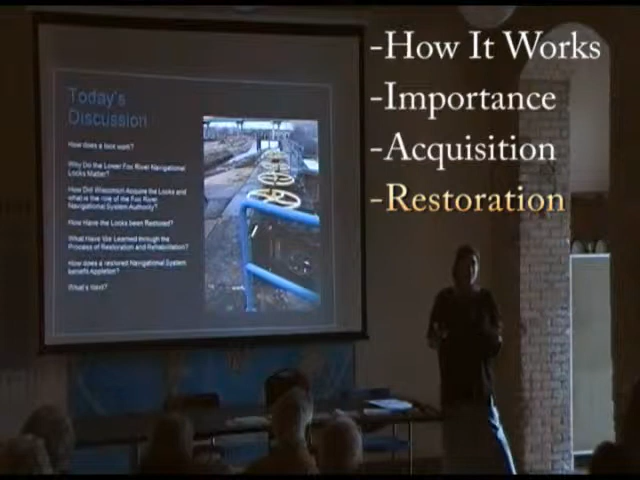 -How It Works
-Importance
-Acquisition
-Restoration
Today's
Discussion
How does a lock work?
Why Do the Lower Fox River Navigational
Locks Matter?
How Did Wisconsin Acquire the Locks and
what is the role of the Fox River
Navigational System Authority?
How Have the Locks been Restored?
What Have We Learned through the
Process of Restoration and Rehabilitation?
How does a restored Navigational System
benefit Appleton?
What's Next?